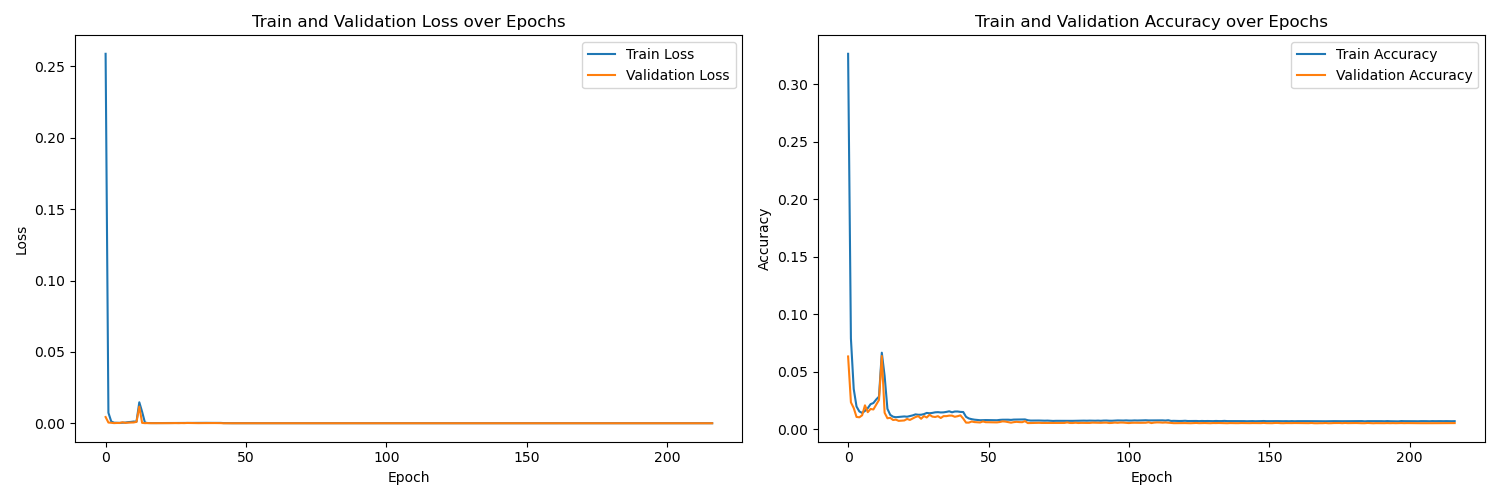 Train and Validation Loss over Epochs
Train Loss
Validation Loss
Loss
0.25
0.20
0.15
0.10
0.05
0.00
0
50
100
150
200
Epoch
Train and Validation Accuracy over Epochs
Train Accuracy
Validation Accuracy
Accuracy
0.30
0.25
0.20
0.15
0.10
0.05
0.00
0
50
100
150
200
Epoch